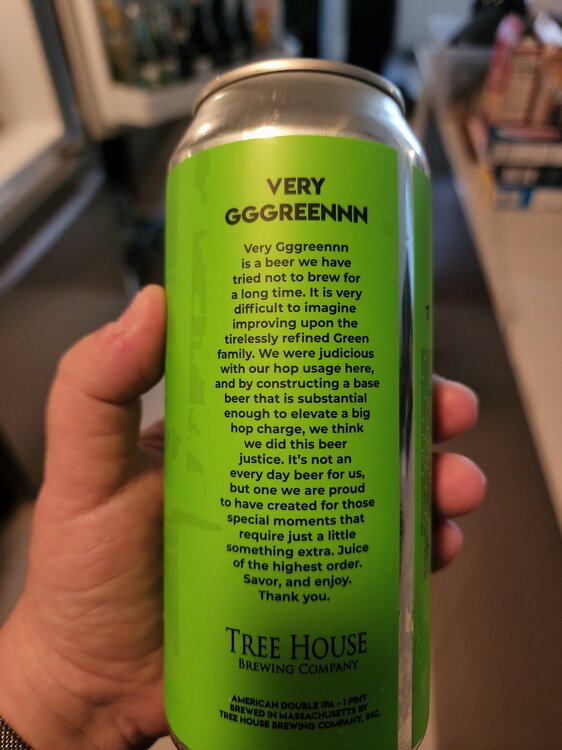 VERY
GGGREENNN
Very Gggreennn
is a beer we have
tried not to brew for
a long time. It is very
difficult to imagine
improving upon the
tirelessly refined Green
family. We were judicious
with our hop usage here,
and by constructing a base
beer that is substantial
enough to elevate a big
hop charge, we think
we did this beer
justice. It's not an
every day beer for us,
but one we are proud
to have created for those
special moments that
require just a little
something extra. Juice
of the highest order.
Savor, and enjoy.
Thank you.
TREE HOUSE
BREWING COMPANY
AMERICAN DOUBLE IPA - 1 PINT
BREWED IN MASSACHUSETTS BY
TREE HOUSE BREWING COMPANY, INC.